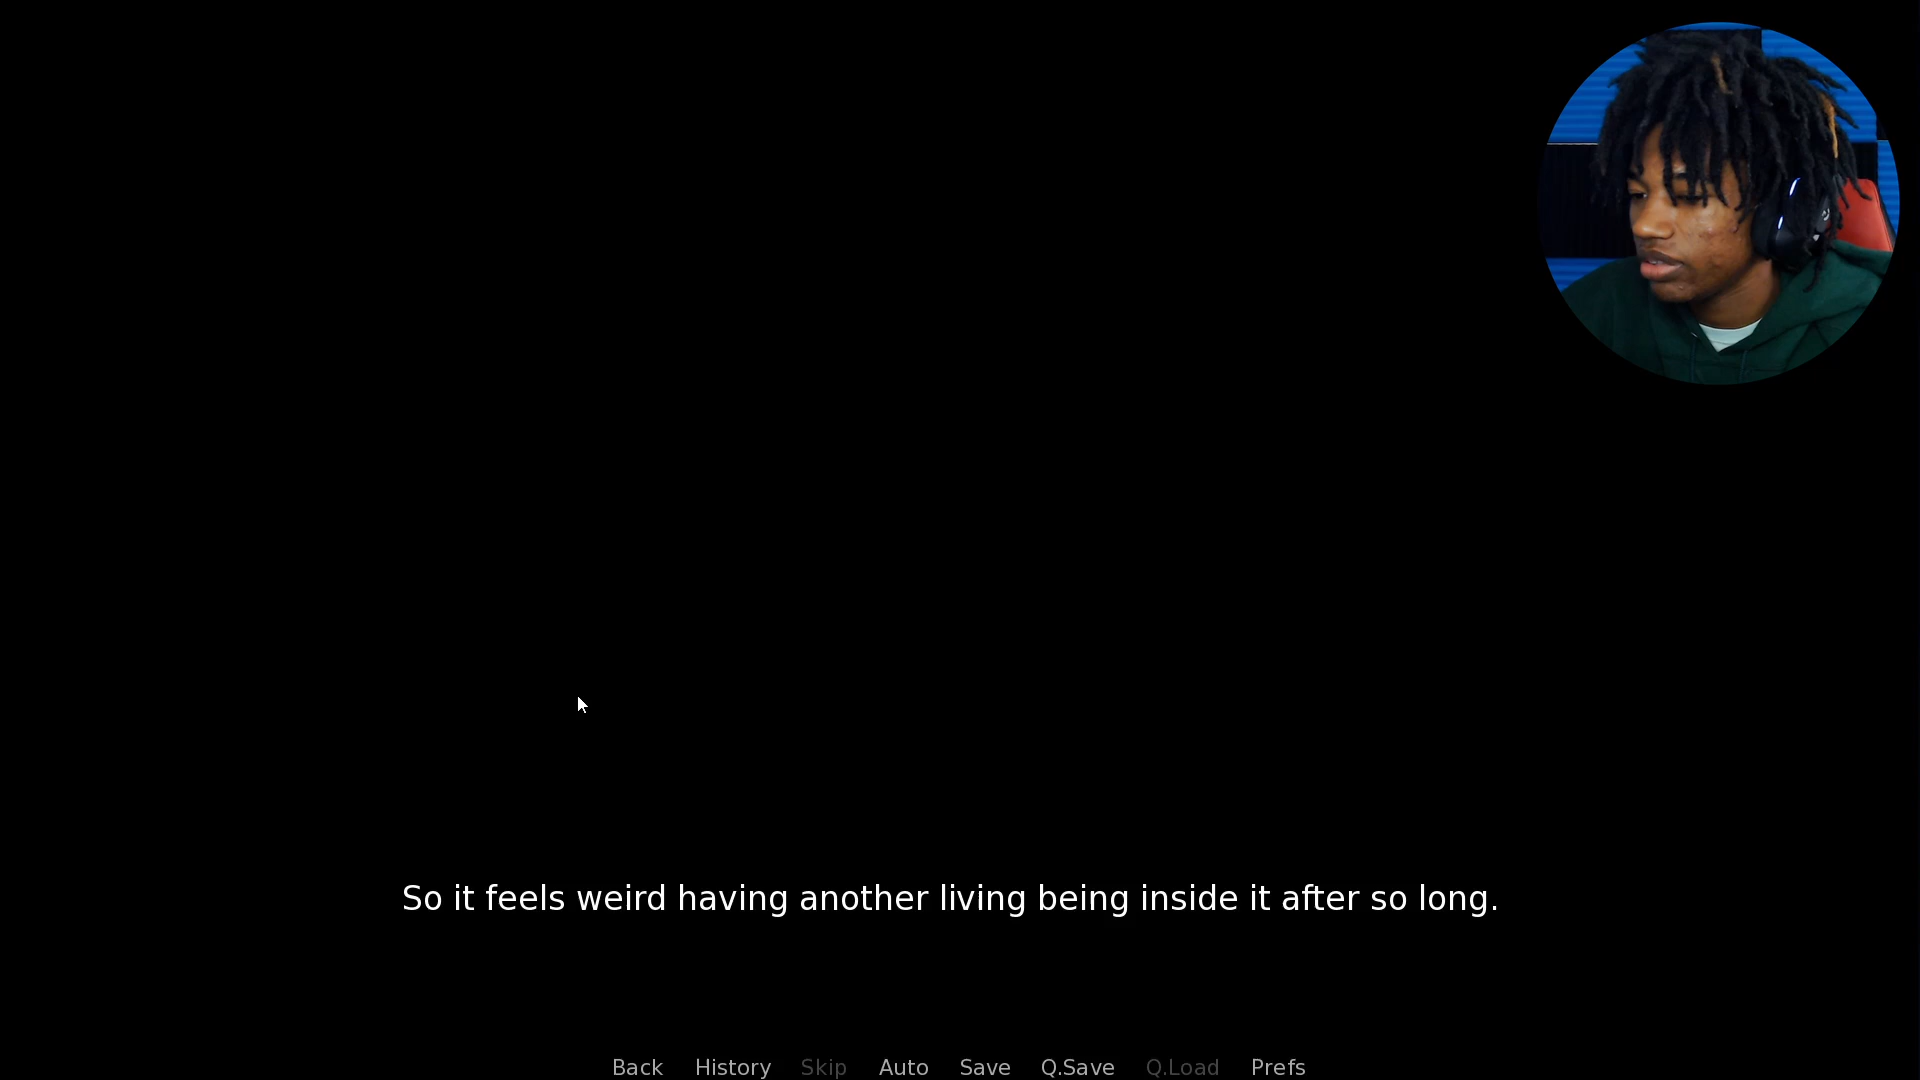 So it feels weird having another living being inside it after so long.
Back History Skip Auto Save Q.Save Q.Load Prefs